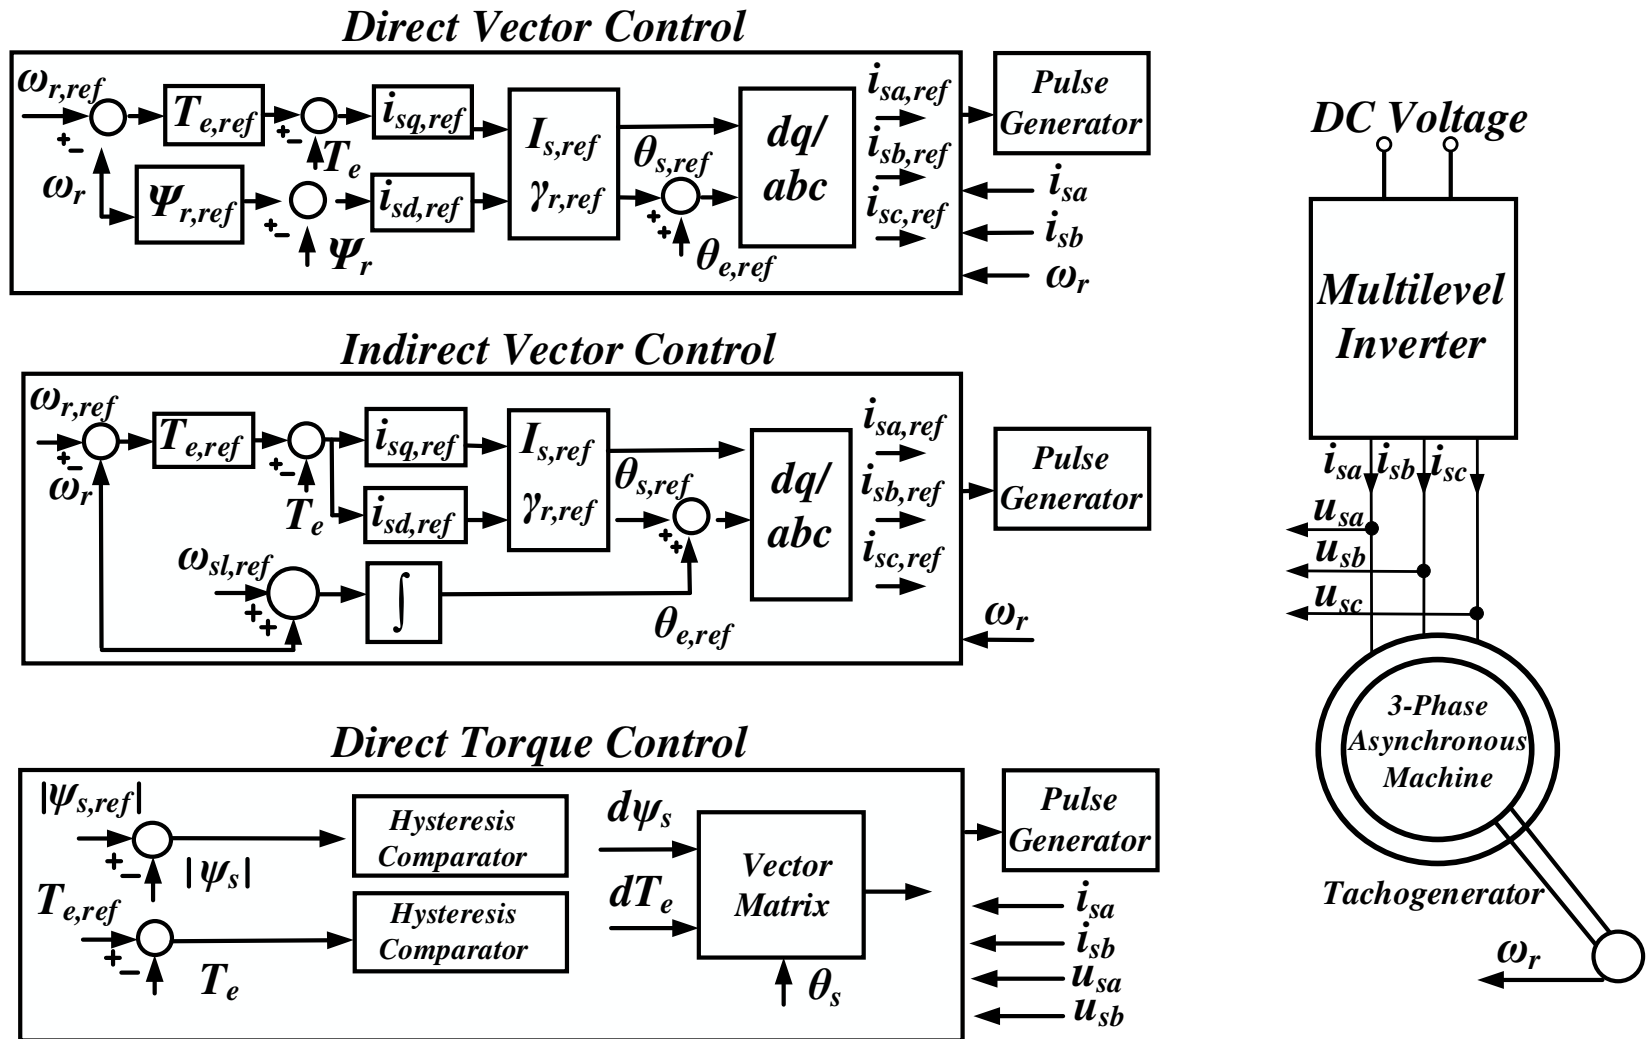 Direct Vector Control
ω_{r,ref}
T_{e,ref}
i_{sq,ref}
T_e
ω_r
Ψ_{r,ref}
i_{sd,ref}
Ψ_r
I_{s,ref}
γ_{r,ref}
θ_{s,ref}
θ_{e,ref}
dq/
abc
i_{sa,ref}
i_{sb,ref}
i_{sc,ref}
Pulse
Generator
i_{sa}
i_{sb}
ω_r
Indirect Vector Control
ω_{r,ref}
T_{e,ref}
i_{sq,ref}
ω_r
T_e
i_{sd,ref}
I_{s,ref}
γ_{r,ref}
θ_{s,ref}
ω_{sl,ref}
∫
θ_{e,ref}
dq/
abc
i_{sa,ref}
i_{sb,ref}
i_{sc,ref}
Pulse
Generator
ω_r
Direct Torque Control
|ψ_{s,ref}|
|ψ_s|
Hysteresis
Comparator
T_{e,ref}
T_e
Hysteresis
Comparator
dψ_s
dT_e
Vector
Matrix
θ_s
Pulse
Generator
i_{sa}
i_{sb}
u_{sa}
u_{sb}
DC Voltage
Multilevel
Inverter
i_{sa} i_{sb} i_{sc}
u_{sa}
u_{sb}
u_{sc}
3-Phase
Asynchronous
Machine
Tachogenerator
ω_r